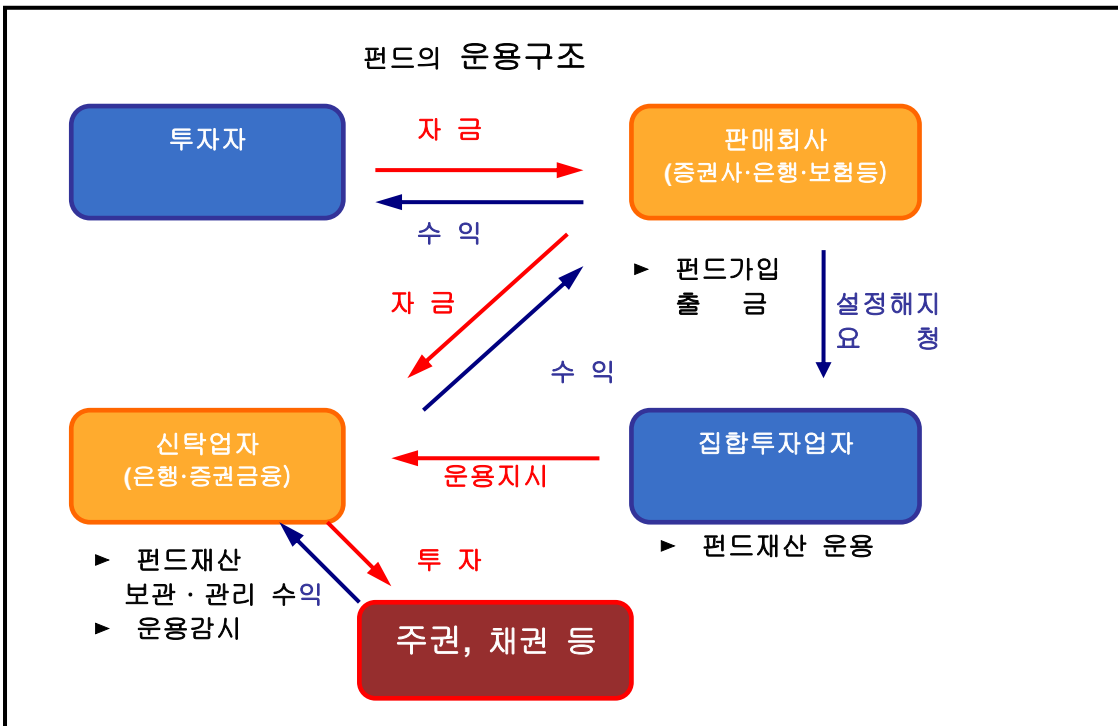 펀드의 운용구조
투자자
자 금
판매회사
(증권사·은행·보험등)
수 익
► 펀드가입
출 금
자 금
설정해지
요 청
수 익
신탁업자
(은행·증권금융)
집합투자업자
운용지시
► 펀드재산
보관 · 관리 수익
► 운용감시
투 자
► 펀드재산 운용
주권, 채권 등